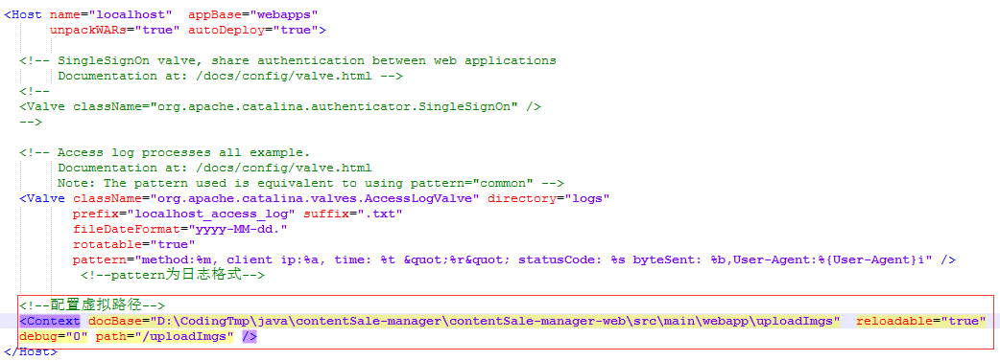 <Host name="localhost"  appBase="webapps"
unpackWARs="true" autoDeploy="true">
<!-- SingleSignOn valve, share authentication between web applications
Documentation at: /docs/config/valve.html -->
<!--
<Valve className="org.apache.catalina.authenticator.SingleSignOn" />
-->
<!-- Access log processes all example.
Documentation at: /docs/config/valve.html
Note: The pattern used is equivalent to using pattern="common" -->
<Valve className="org.apache.catalina.valves.AccessLogValve" directory="logs"
prefix="localhost_access_log" suffix=".txt"
fileDateFormat="yyyy-MM-dd."
rotatable="true"
pattern="method:%m, client ip:%a, time: %t &quot;%r&quot; statusCode: %s byteSent: %b,User-Agent:%{User-Agent}i" />
<!--pattern为日志格式-->
<!--配置虚拟路径-->
<Context docBase="D:\CodingTmp\java\contentSale-manager\contentSale-manager-web\src\main\webapp\uploadImgs"  reloadable="true"
debug="0" path="/uploadImgs" />
</Host>